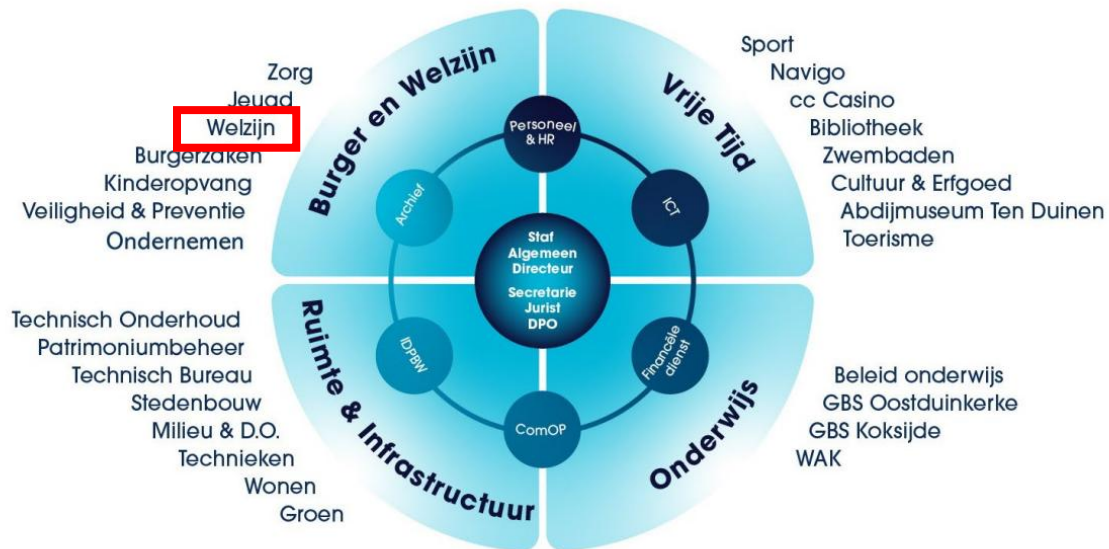 Burger en Welzijn
Zorg
Jeugd
Welzijn
Burgerzaken
Kinderopvang
Veiligheid & Preventie
Ondernemen
Vrije Tijd
Sport
Navigo
cc Casino
Bibliotheek
Zwembaden
Cultuur & Erfgoed
Abdijmuseum Ten Duinen
Toerisme
Personeel
& HR
Archief
ICT
Staf
Algemeen
Directeur
Secretarie
Jurist
DPO
IDPBW
Financiële
dienst
ComOP
Ruimte & Infrastructuur
Technisch Onderhoud
Patrimoniumbeheer
Technisch Bureau
Stedenbouw
Milieu & D.O.
Technieken
Wonen
Groen
Onderwijs
Beleid onderwijs
GBS Oostduinkerke
GBS Koksijde
WAK